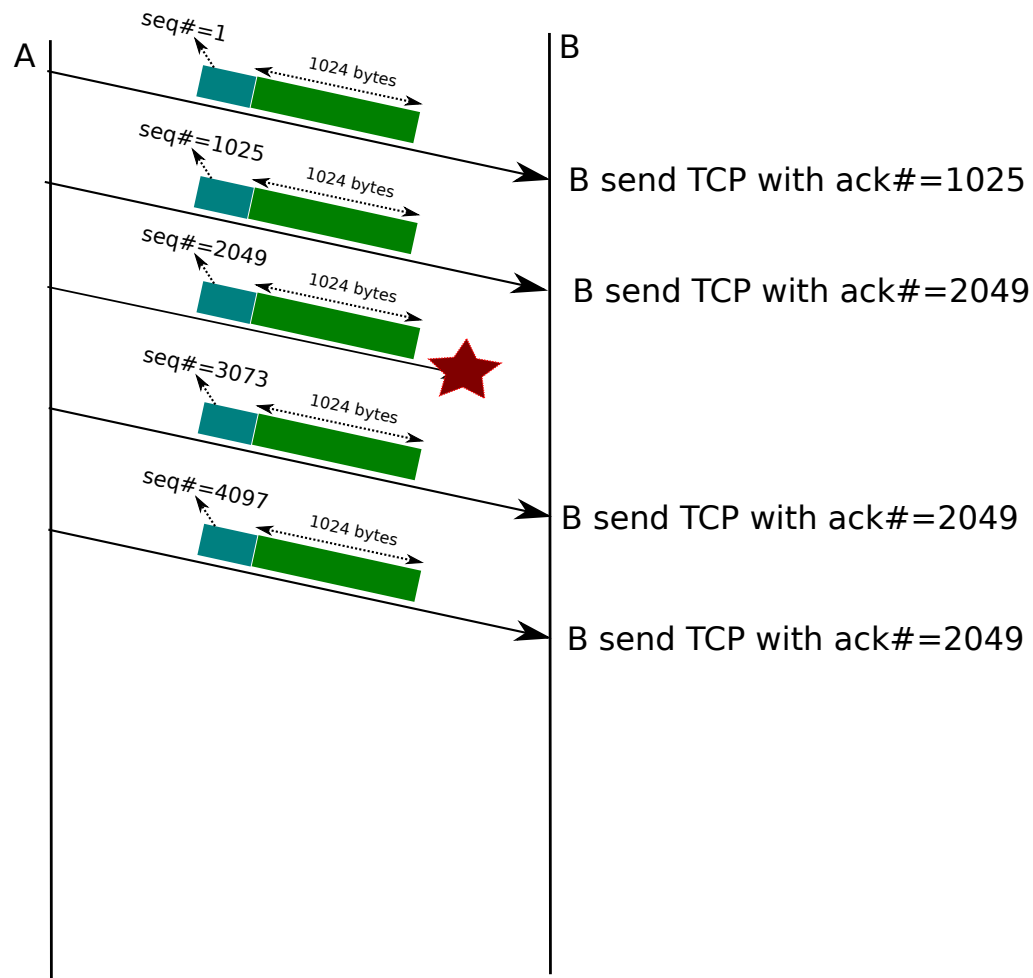 A
B
seq#=1
1024 bytes
B send TCP with ack#=1025
seq#=1025
1024 bytes
B send TCP with ack#=2049
seq#=2049
1024 bytes
seq#=3073
1024 bytes
B send TCP with ack#=2049
seq#=4097
1024 bytes
B send TCP with ack#=2049